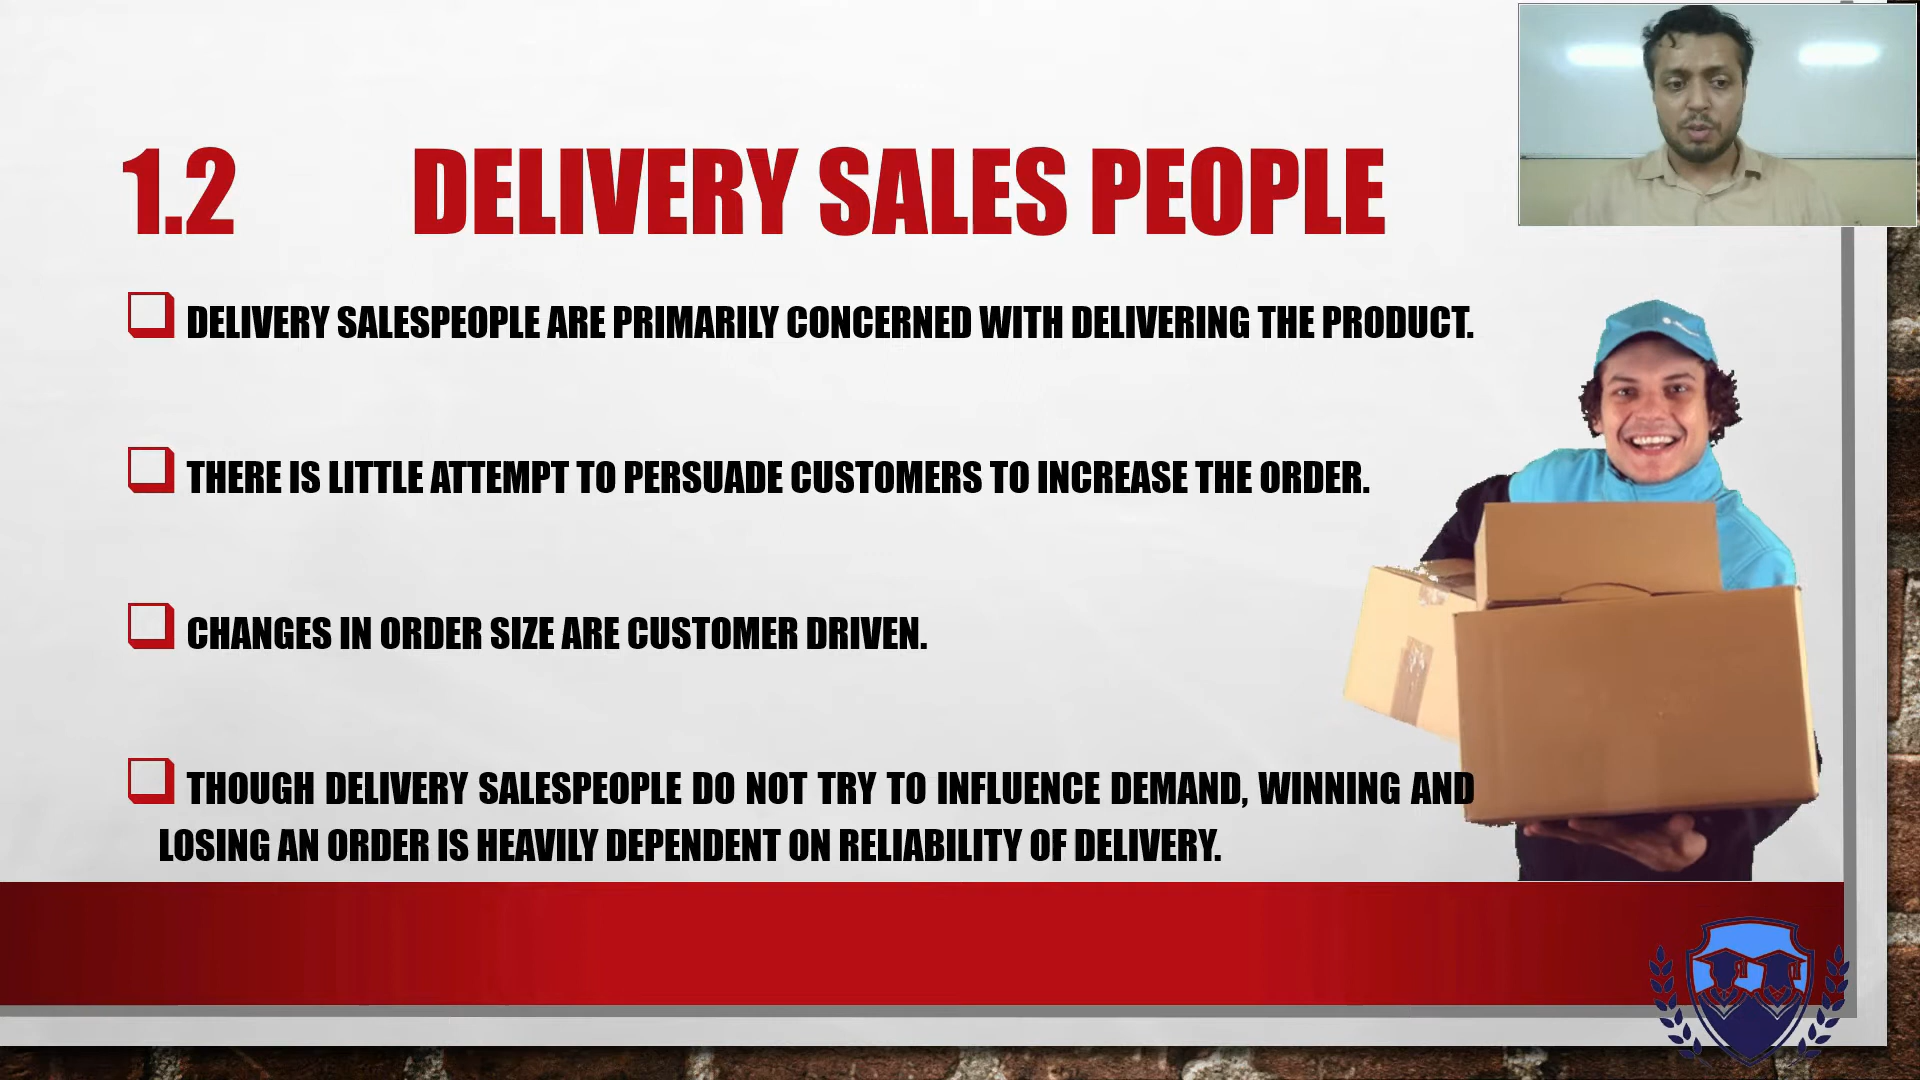 1.2 DELIVERY SALES PEOPLE
DELIVERY SALESPEOPLE ARE PRIMARILY CONCERNED WITH DELIVERING THE PRODUCT.
THERE IS LITTLE ATTEMPT TO PERSUADE CUSTOMERS TO INCREASE THE ORDER.
CHANGES IN ORDER SIZE ARE CUSTOMER DRIVEN.
THOUGH DELIVERY SALESPEOPLE DO NOT TRY TO INFLUENCE DEMAND, WINNING AND
LOSING AN ORDER IS HEAVILY DEPENDENT ON RELIABILITY OF DELIVERY.